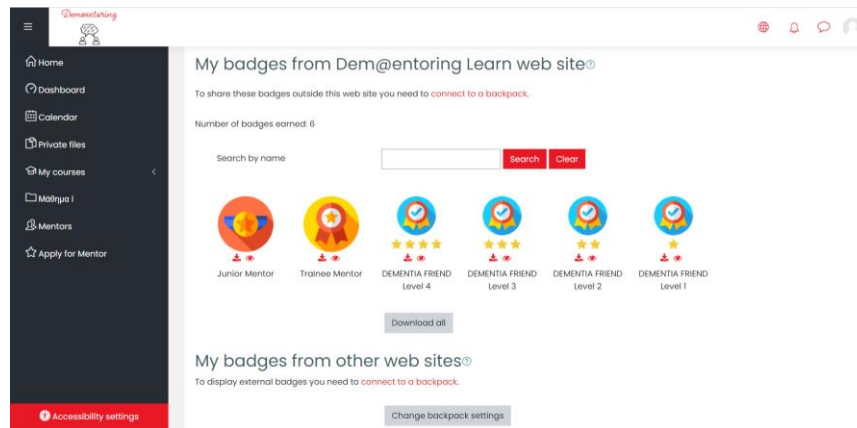 Dementoring
Home
Dashboard
Calendar
Private files
My courses
Μάθημα Ι
Mentors
Apply for Mentor
Accessibility settings
My badges from Dem@entoring Learn web site
To share these badges outside this web site you need to connect to a backpack.
Number of badges earned: 6
Search by name
Search Clear
Junior Mentor
Trainee Mentor
DEMENTIA FRIEND
Level 4
DEMENTIA FRIEND
Level 3
DEMENTIA FRIEND
Level 2
DEMENTIA FRIEND
Level 1
Download all
My badges from other web sites
To display external badges you need to connect to a backpack.
Change backpack settings